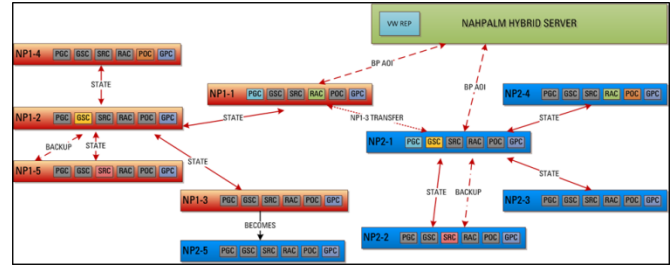 VW REP
NAHPALM HYBRID SERVER
NP1-4 PGC GSC SRC RAC POC GPC
BP AOI
BP AOI
STATE
NP1-1 PGC GSC SRC RAC POC GPC
NP2-4 PGC GSC SRC RAC POC GPC
NP1-2 PGC GSC SRC RAC POC GPC
STATE
NP1-3 TRANSFER
STATE
NP2-1 PGC GSC SRC RAC POC GPC
BACKUP
STATE
STATE
STATE
NP1-5 PGC GSC SRC RAC POC GPC
STATE
BACKUP
NP1-3 PGC GSC SRC RAC POC GPC
NP2-3 PGC GSC SRC RAC POC GPC
BECOMES
NP2-2 PGC GSC SRC RAC POC GPC
NP2-5 PGC GSC SRC RAC POC GPC